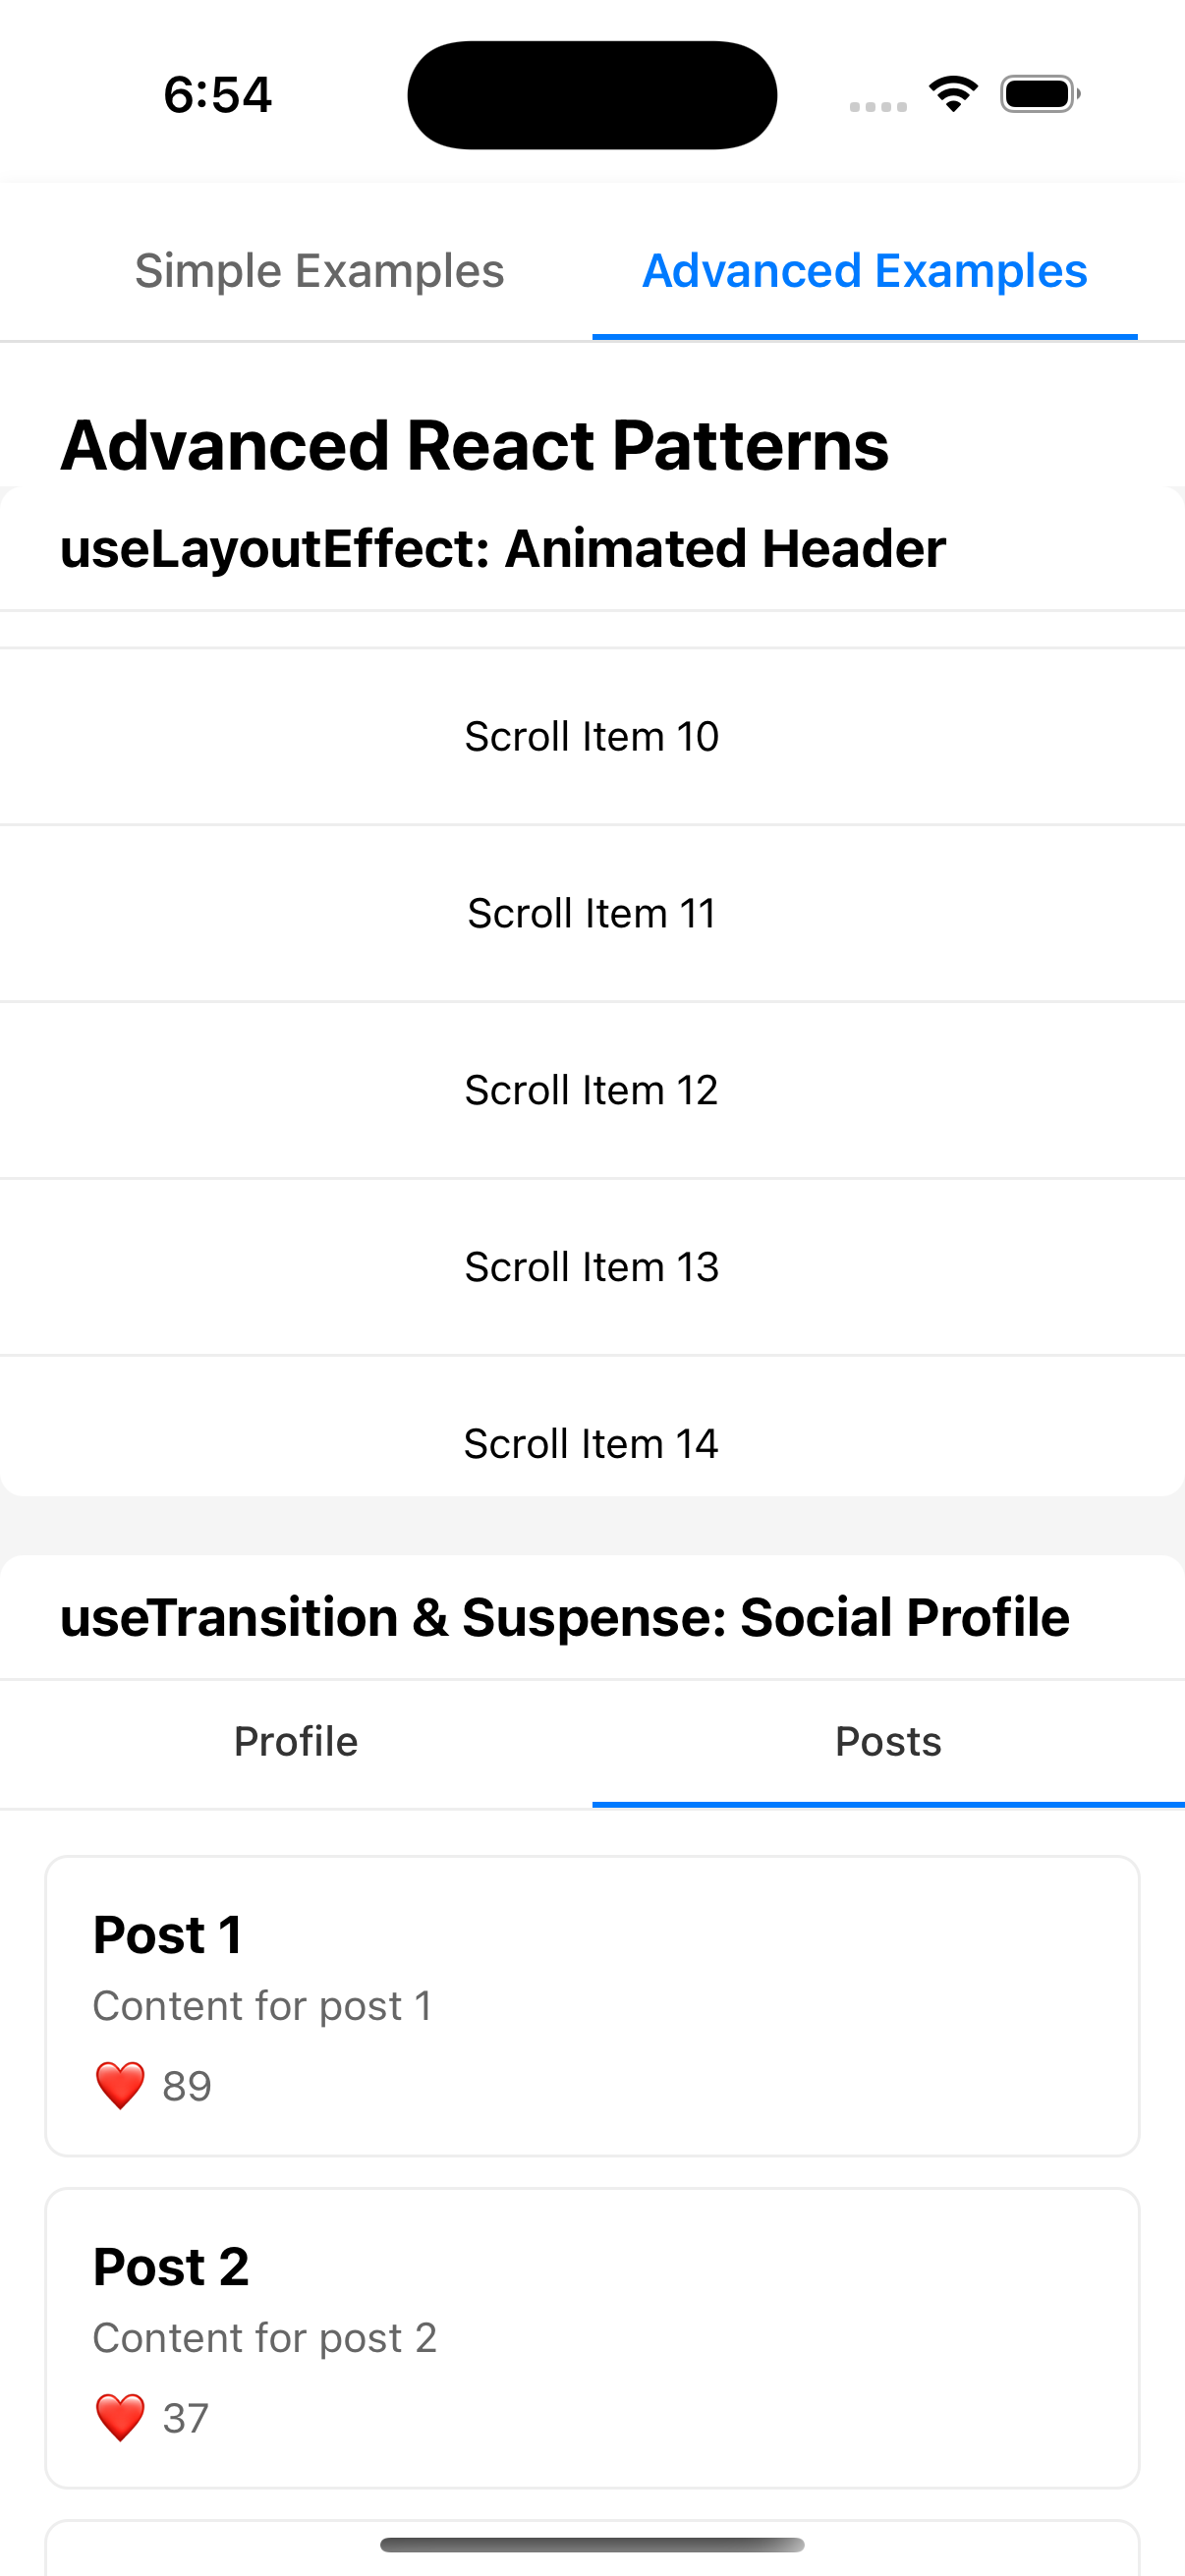 6:54
Simple Examples
Advanced Examples
Advanced React Patterns
useLayoutEffect: Animated Header
Scroll Item 10
Scroll Item 11
Scroll Item 12
Scroll Item 13
Scroll Item 14
useTransition & Suspense: Social Profile
Profile
Posts
Post 1
Content for post 1
❤️ 89
Post 2
Content for post 2
❤️ 37